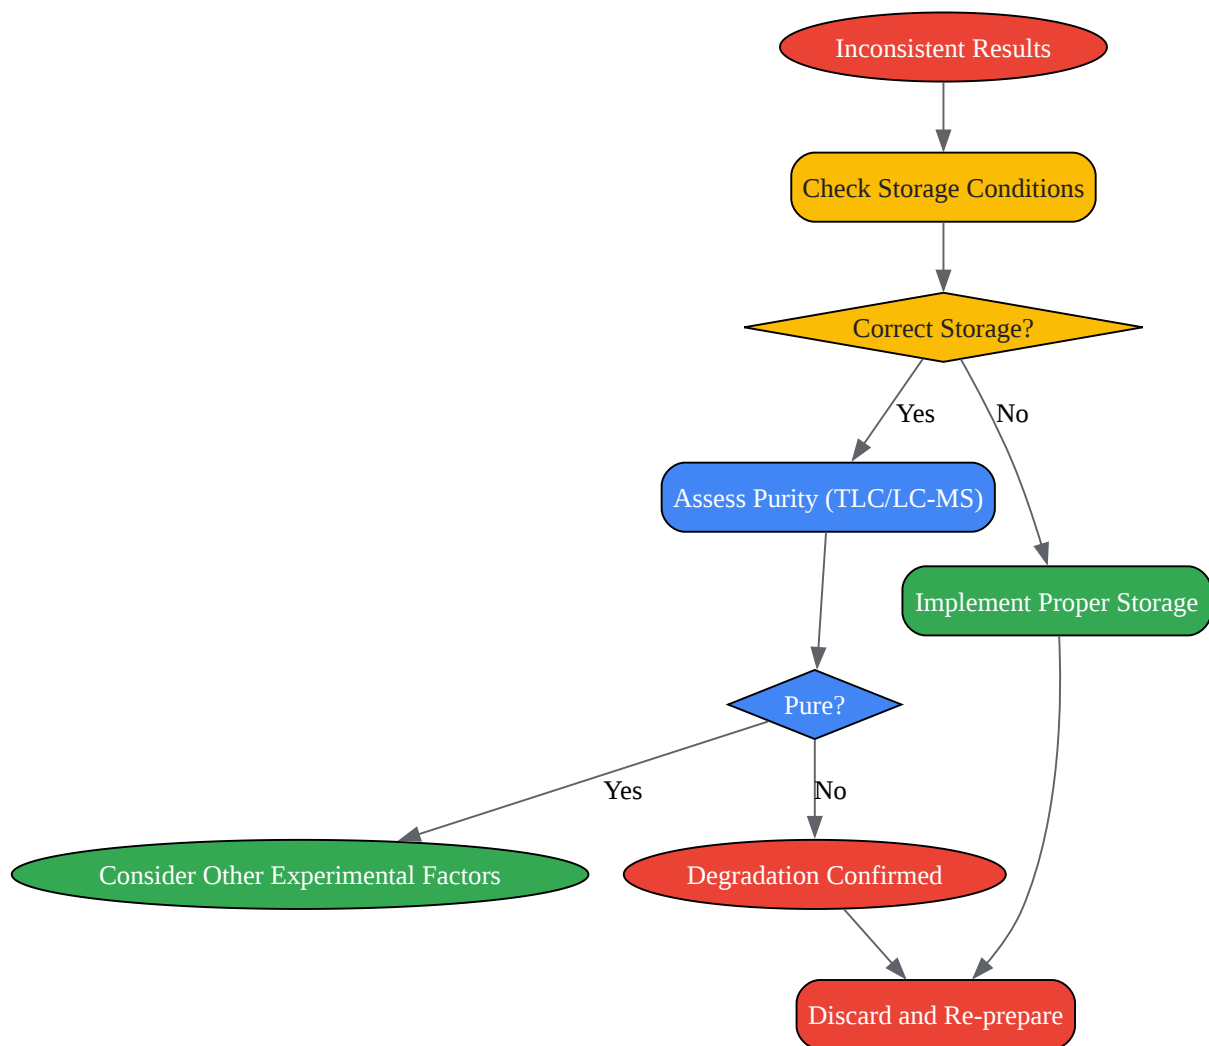 Inconsistent Results
Check Storage Conditions
Correct Storage?
Yes
No
Assess Purity (TLC/LC-MS)
Implement Proper Storage
Pure?
Yes
No
Consider Other Experimental Factors
Degradation Confirmed
Discard and Re-prepare